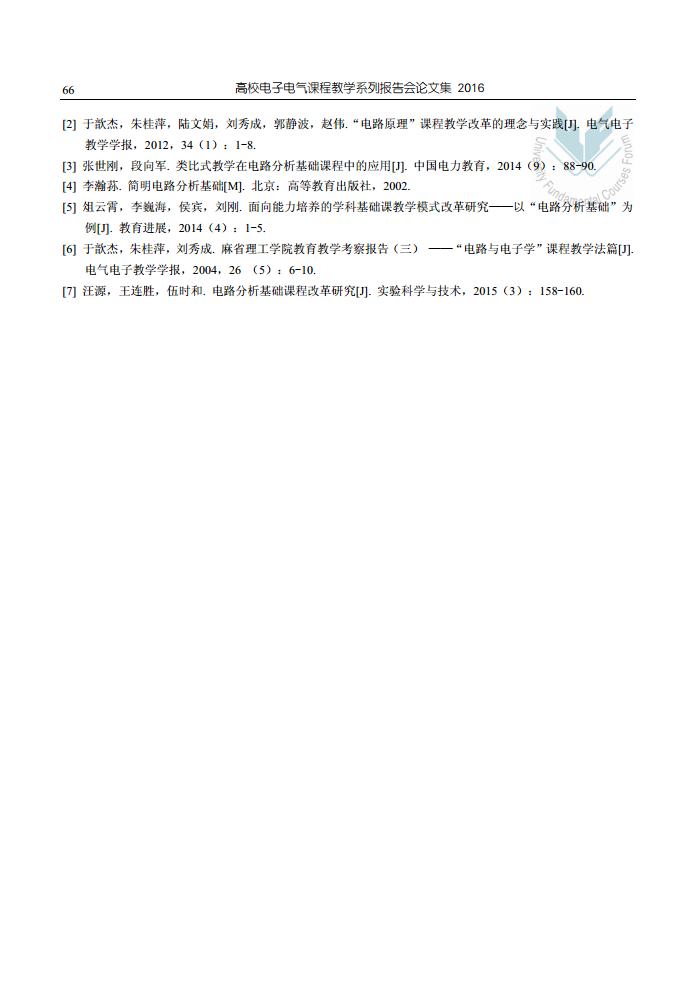 66
高校电子电气课程教学系列报告会论文集 2016
[2] 于歆杰，朱桂萍，陆文娟，刘秀成，郭静波，赵伟.“电路原理”课程教学改革的理念与实践[J]. 电气电子
教学学报，2012，34（1）：1-8.
[3] 张世刚，段向军. 类比式教学在电路分析基础课程中的应用[J]. 中国电力教育，2014（9）：88-90.
[4] 李瀚荪. 简明电路分析基础[M]. 北京：高等教育出版社，2002.
[5] 俎云霄，李巍海，侯宾，刘刚. 面向能力培养的学科基础课教学模式改革研究——以“电路分析基础”为
例[J]. 教育进展，2014（4）：1-5.
[6] 于歆杰，朱桂萍，刘秀成. 麻省理工学院教育教学考察报告（三） ——“电路与电子学”课程教学法篇[J].
电气电子教学学报，2004，26 （5）：6-10.
[7] 汪源，王连胜，伍时和. 电路分析基础课程改革研究[J]. 实验科学与技术，2015（3）：158-160.
University Fundamental Courses Forum